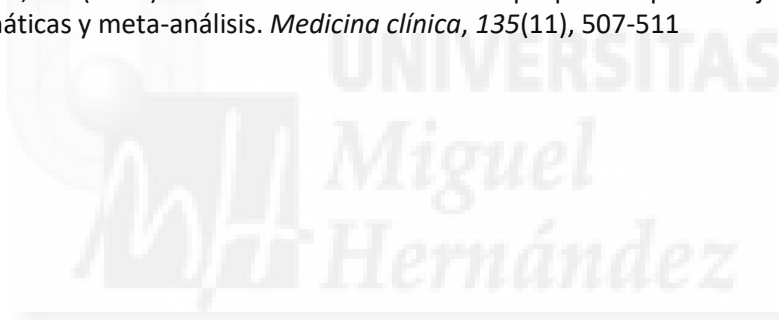 máticas y meta-análisis. Medicina clínica, 135(11), 507-511
UNIVERSITAS
Miguel
Hernández